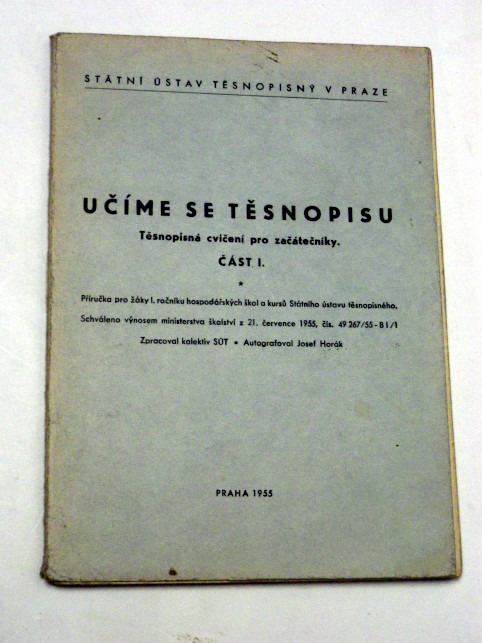 STÁTNÍ ÚSTAV TĚSNOPISNÝ V PRAZE
UČÍME SE TĚSNOPISU
Těsnopisná cvičení pro začátečníky.
ČÁST I.
*
Příručka pro žáky I. ročníku hospodářských škol a kursů Státního ústavu těsnopisného.
Schváleno výnosem ministerstva školství z 21. července 1955, čís. 49 267/55 - B I / 1
Zpracoval kolektiv SÚT • Autografoval Josef Horák
PRAHA 1955